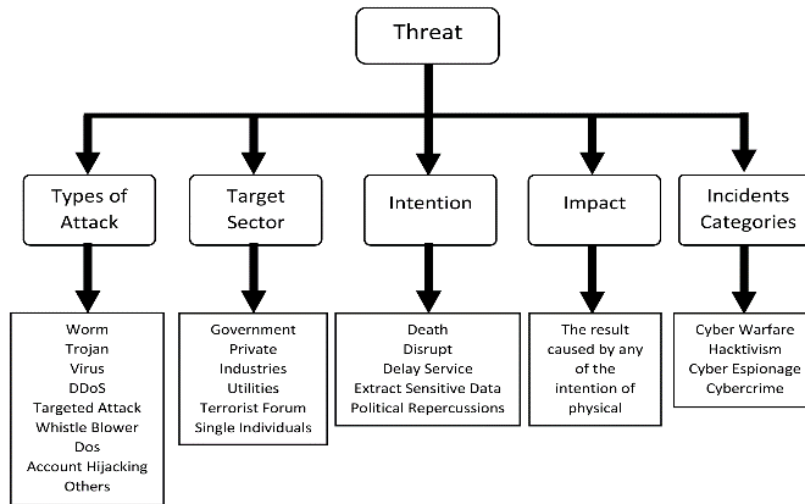 Threat
Types of
Attack
Target
Sector
Intention
Impact
Incidents
Categories
Worm
Trojan
Virus
DDoS
Targeted Attack
Whistle Blower
Dos
Account Hijacking
Others
Government
Private
Industries
Utilities
Terrorist Forum
Single Individuals
Death
Disrupt
Delay Service
Extract Sensitive Data
Political Repercussions
The result
caused by any
of the
intention of
physical
Cyber Warfare
Hacktivism
Cyber Espionage
Cybercrime